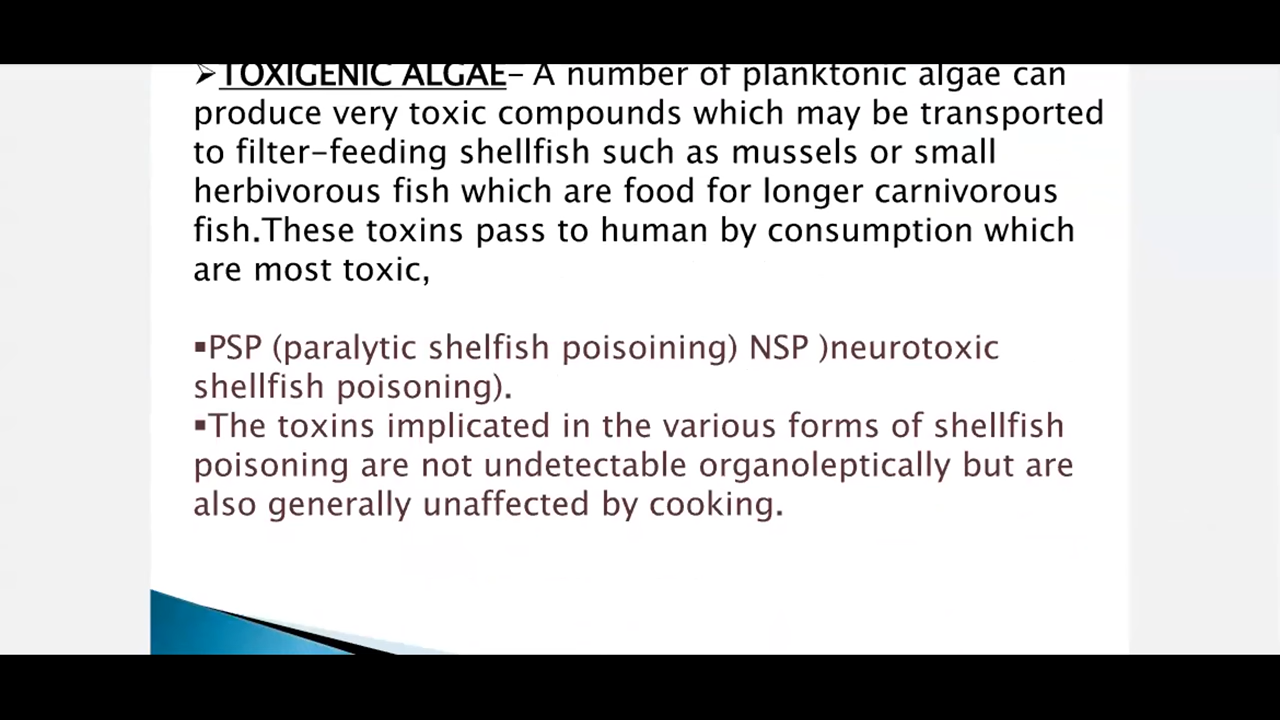 ➢TOXIGENIC ALGAE– A number of planktonic algae can
produce very toxic compounds which may be transported
to filter-feeding shellfish such as mussels or small
herbivorous fish which are food for longer carnivorous
fish.These toxins pass to human by consumption which
are most toxic,
▪PSP (paralytic shelfish poisoining) NSP )neurotoxic
shellfish poisoning).
▪The toxins implicated in the various forms of shellfish
poisoning are not undetectable organoleptically but are
also generally unaffected by cooking.